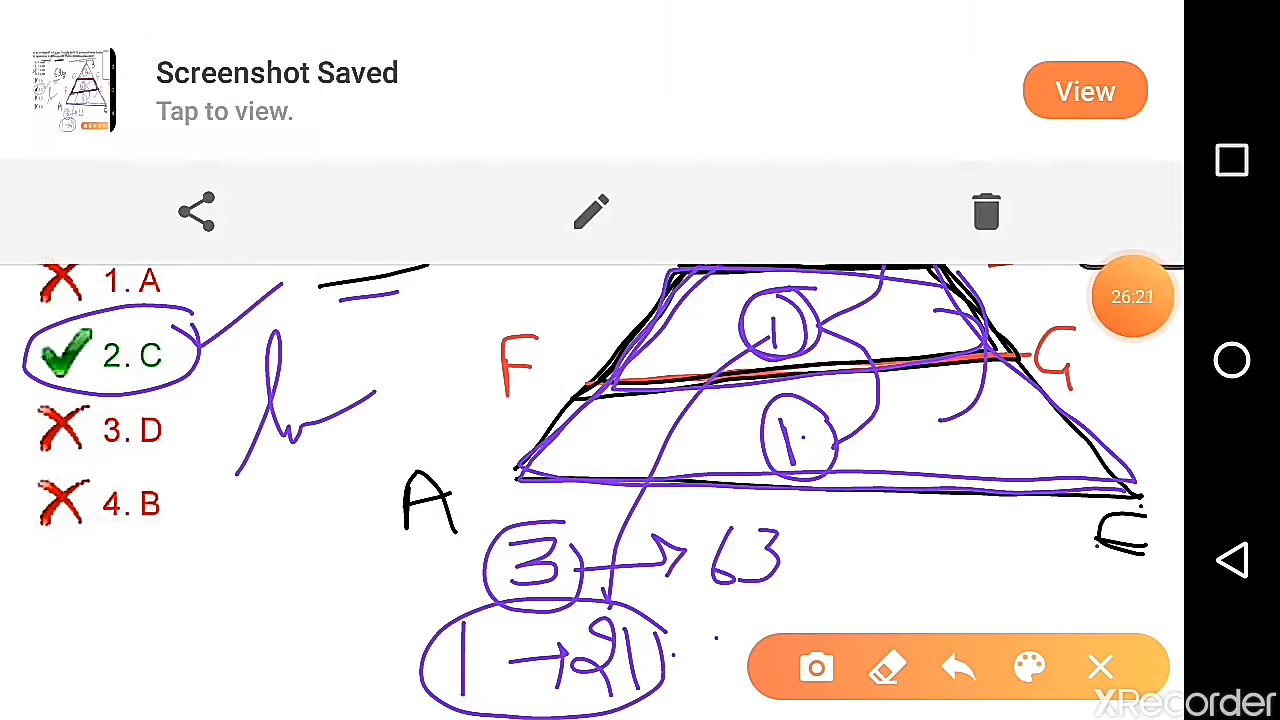 Screenshot Saved
Tap to view.
View
1. A
2. C
26:21
1
F
G
3. D
1
4. B
A
C
3 → 63
1 → 21
XRecorder